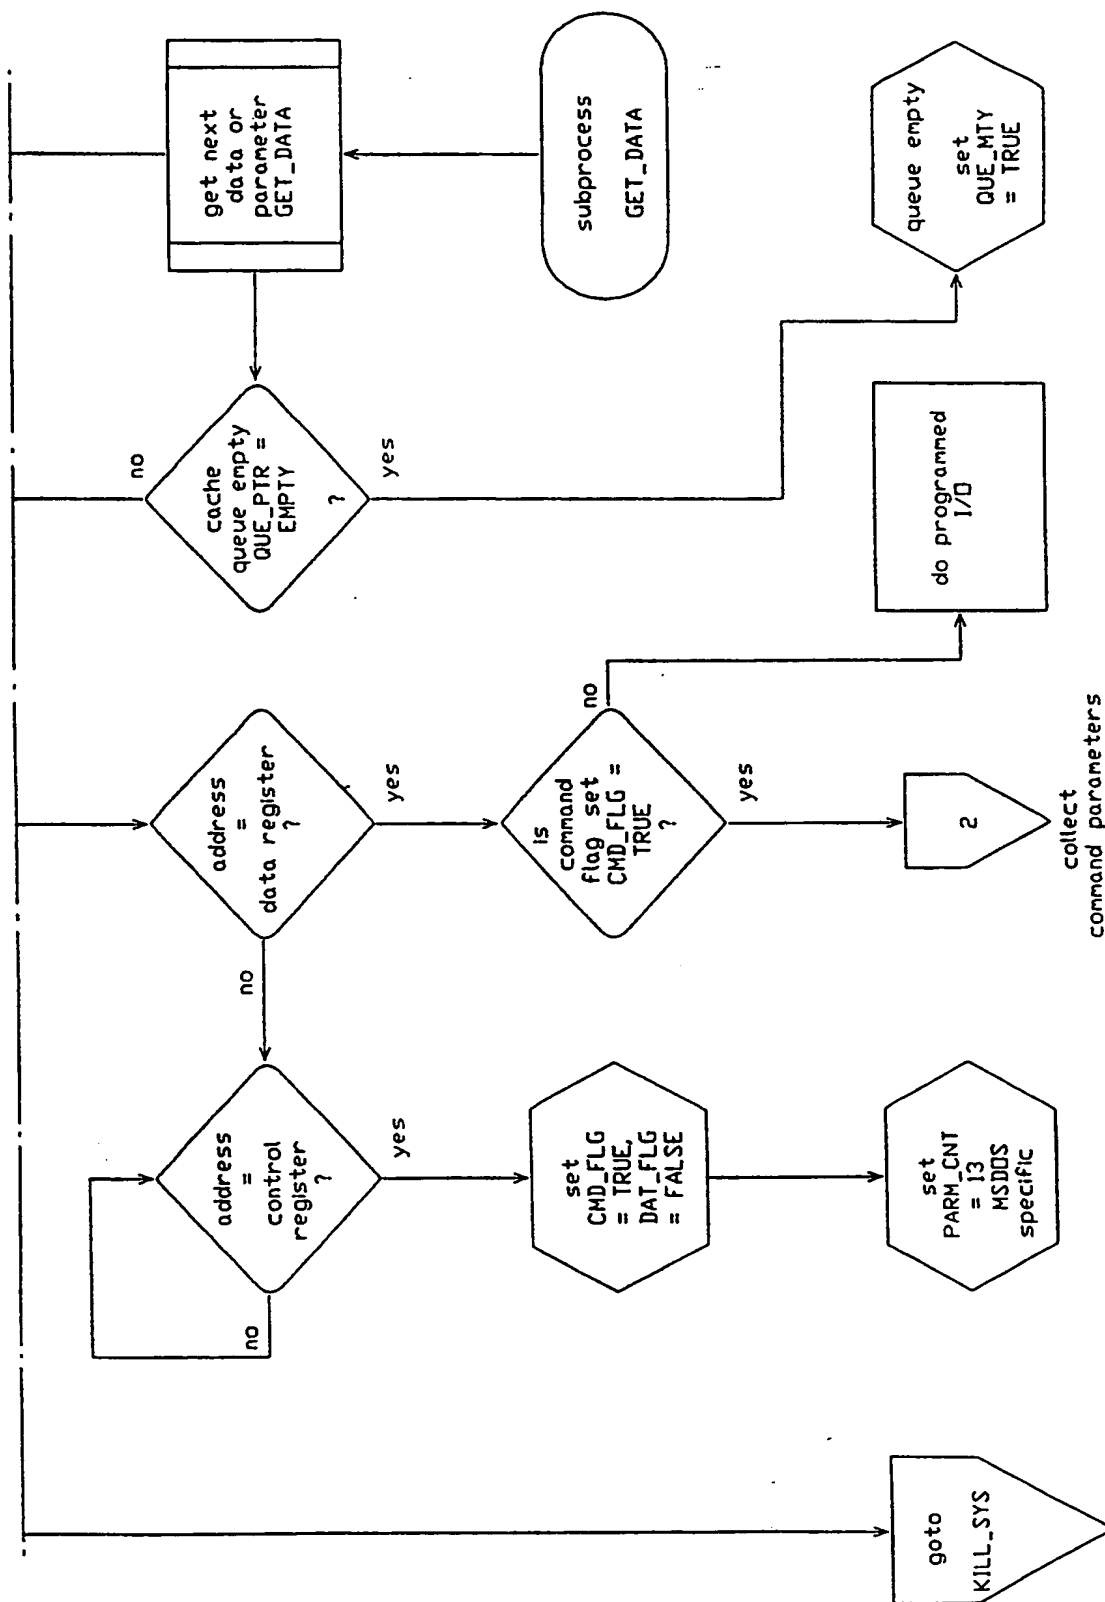 goto
KILL_SYS
no
address
=
control
register
?
yes
set
CMD_FLG
= TRUE,
DAT_FLG
= FALSE
set
PARM_CNT
= 13
MSDOS
specific
no
address
=
data register
?
yes
is
command
flag set
CMD_FLG =
TRUE
?
no
yes
2
collect
command parameters
do programmed
I/O
no
cache
queue empty
QUE_PTR =
EMPTY
?
yes
get next
data or
parameter
GET_DATA
subprocess
GET_DATA
queue empty
set
QUE_MTY
= TRUE